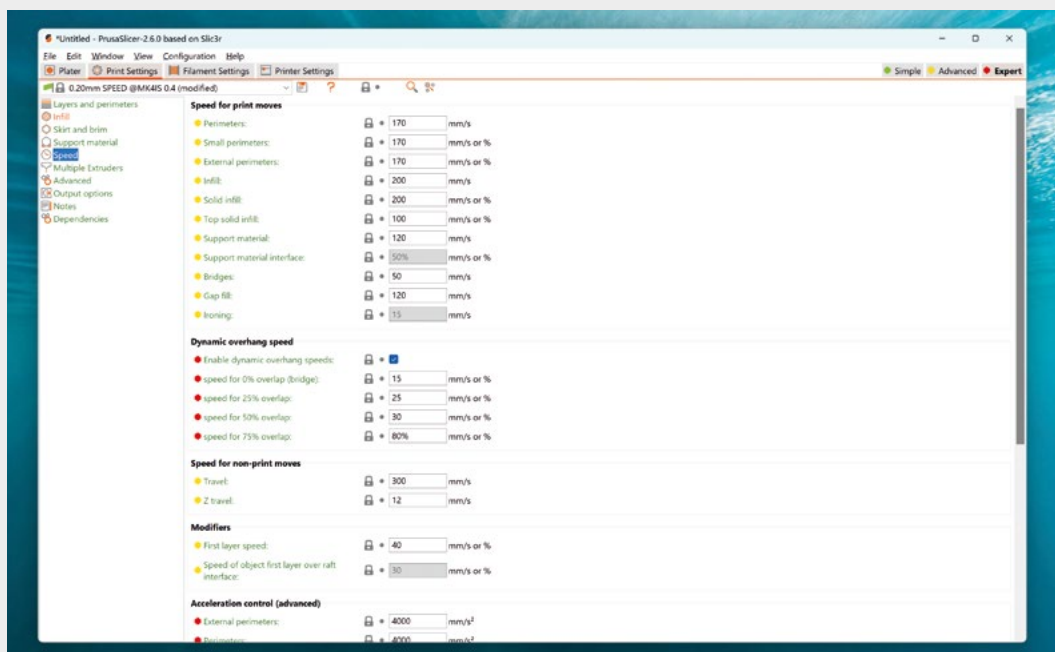 *Untitled - PrusaSlicer-2.6.0 based on Slic3r
File Edit Window View Configuration Help
Plater Print Settings Filament Settings Printer Settings Simple Advanced Expert
0.20mm SPEED @MK4IS 0.4 (modified) ?
Layers and perimeters
Infill
Skirt and brim
Support material
Speed
Multiple Extruders
Advanced
Output options
Notes
Dependencies
Speed for print moves
Perimeters: 170 mm/s
Small perimeters: 170 mm/s or %
External perimeters: 170 mm/s or %
Infill: 200 mm/s
Solid infill: 200 mm/s or %
Top solid infill: 100 mm/s or %
Support material: 120 mm/s
Support material interface: 50% mm/s or %
Bridges: 50 mm/s
Gap fill: 120 mm/s
Ironing: 15 mm/s
Dynamic overhang speed
Enable dynamic overhang speeds:
speed for 0% overlap (bridge): 15 mm/s or %
speed for 25% overlap: 25 mm/s or %
speed for 50% overlap: 30 mm/s or %
speed for 75% overlap: 80% mm/s or %
Speed for non-print moves
Travel: 300 mm/s
Z travel: 12 mm/s
Modifiers
First layer speed: 40 mm/s or %
Speed of object first layer over raft
interface: 30 mm/s or %
Acceleration control (advanced)
External perimeters: 4000 mm/s²
Perimeters: 4000 mm/s²